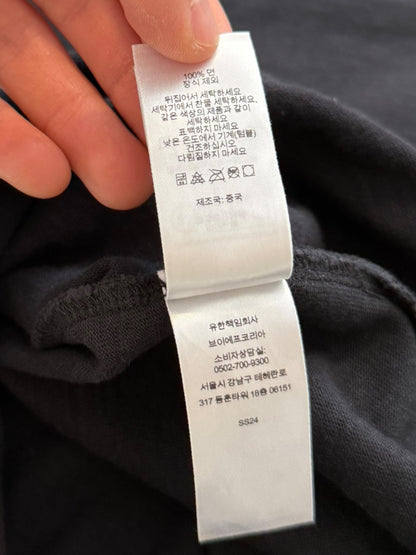 100% 면
장식 제외
뒤집어서 세탁하세요
세탁기에서 찬물 세탁하세요.
같은 색상의 제품과 같이
세탁하세요
표백하지 마세요
낮은 온도에서 기계(텀블)
건조하십시오
다림질하지 마세요
제조국: 중국
유한책임회사
브이에프코리아
소비자상담실:
0502-700-9300
서울시 강남구 테헤란로
317 동훈타워 18층 06151
SS24